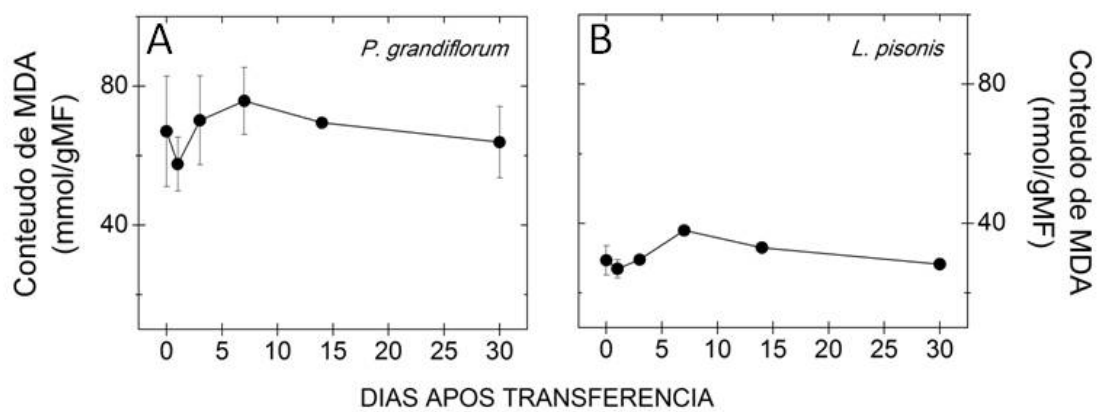 A
P. grandiflorum
Conteudo de MDA
(mmol/gMF)
80
40
0 5 10 15 20 25 30
B
L. pisonis
80
40
Conteudo de MDA
(nmol/gMF)
0 5 10 15 20 25 30
DIAS APOS TRANSFERENCIA